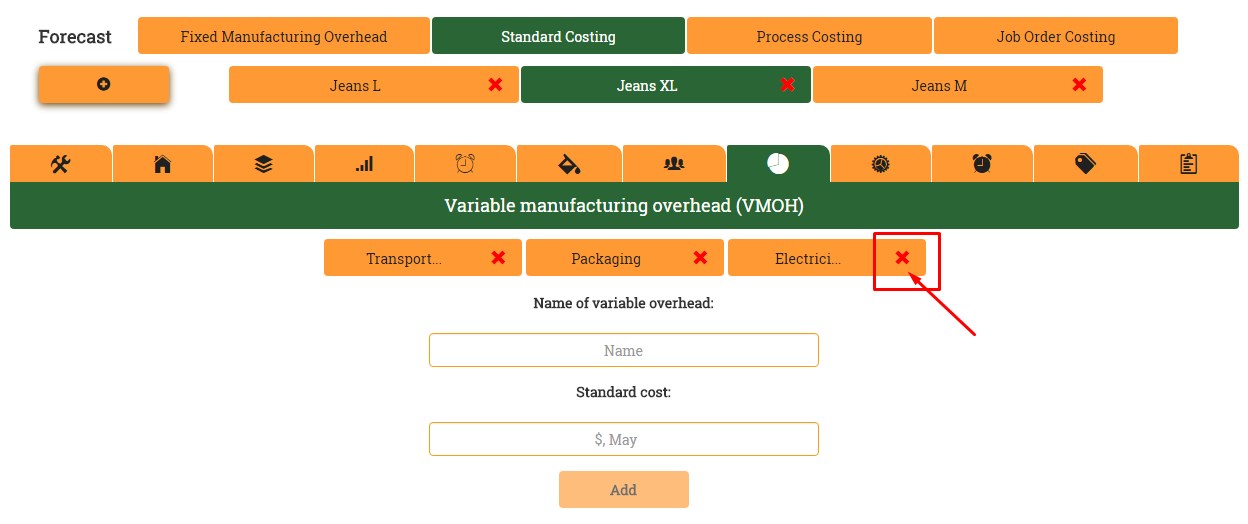 Forecast Fixed Manufacturing Overhead Standard Costing Process Costing Job Order Costing
Jeans L Jeans XL Jeans M
Variable manufacturing overhead (VMOH)
Transport... Packaging Electrici...
Name of variable overhead:
Name
Standard cost:
$, May
Add